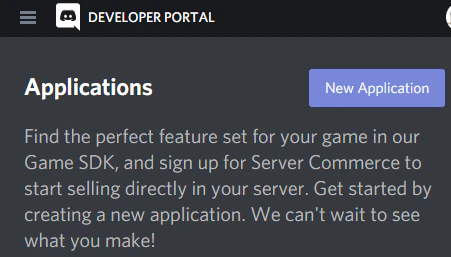 DEVELOPER PORTAL
Applications
New Application
Find the perfect feature set for your game in our
Game SDK, and sign up for Server Commerce to
start selling directly in your server. Get started by
creating a new application. We can't wait to see
what you make!